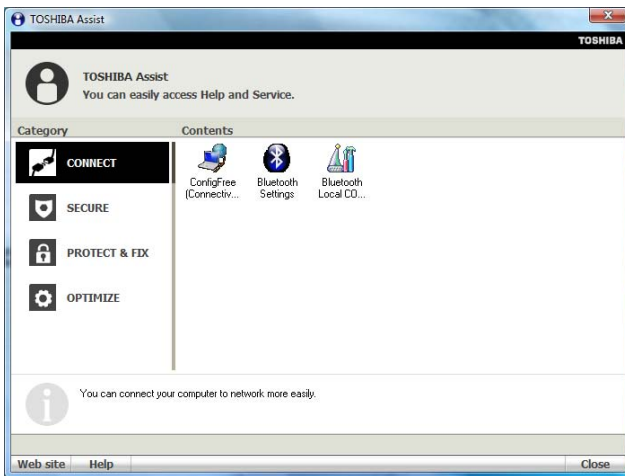 TOSHIBA Assist
TOSHIBA
TOSHIBA Assist
You can easily access Help and Service.
Category
Contents
CONNECT
SECURE
PROTECT & FIX
OPTIMIZE
ConfigFree
(Connectiv...
Bluetooth
Settings
Bluetooth
Local CO...
You can connect your computer to network more easily.
Web site
Help
Close